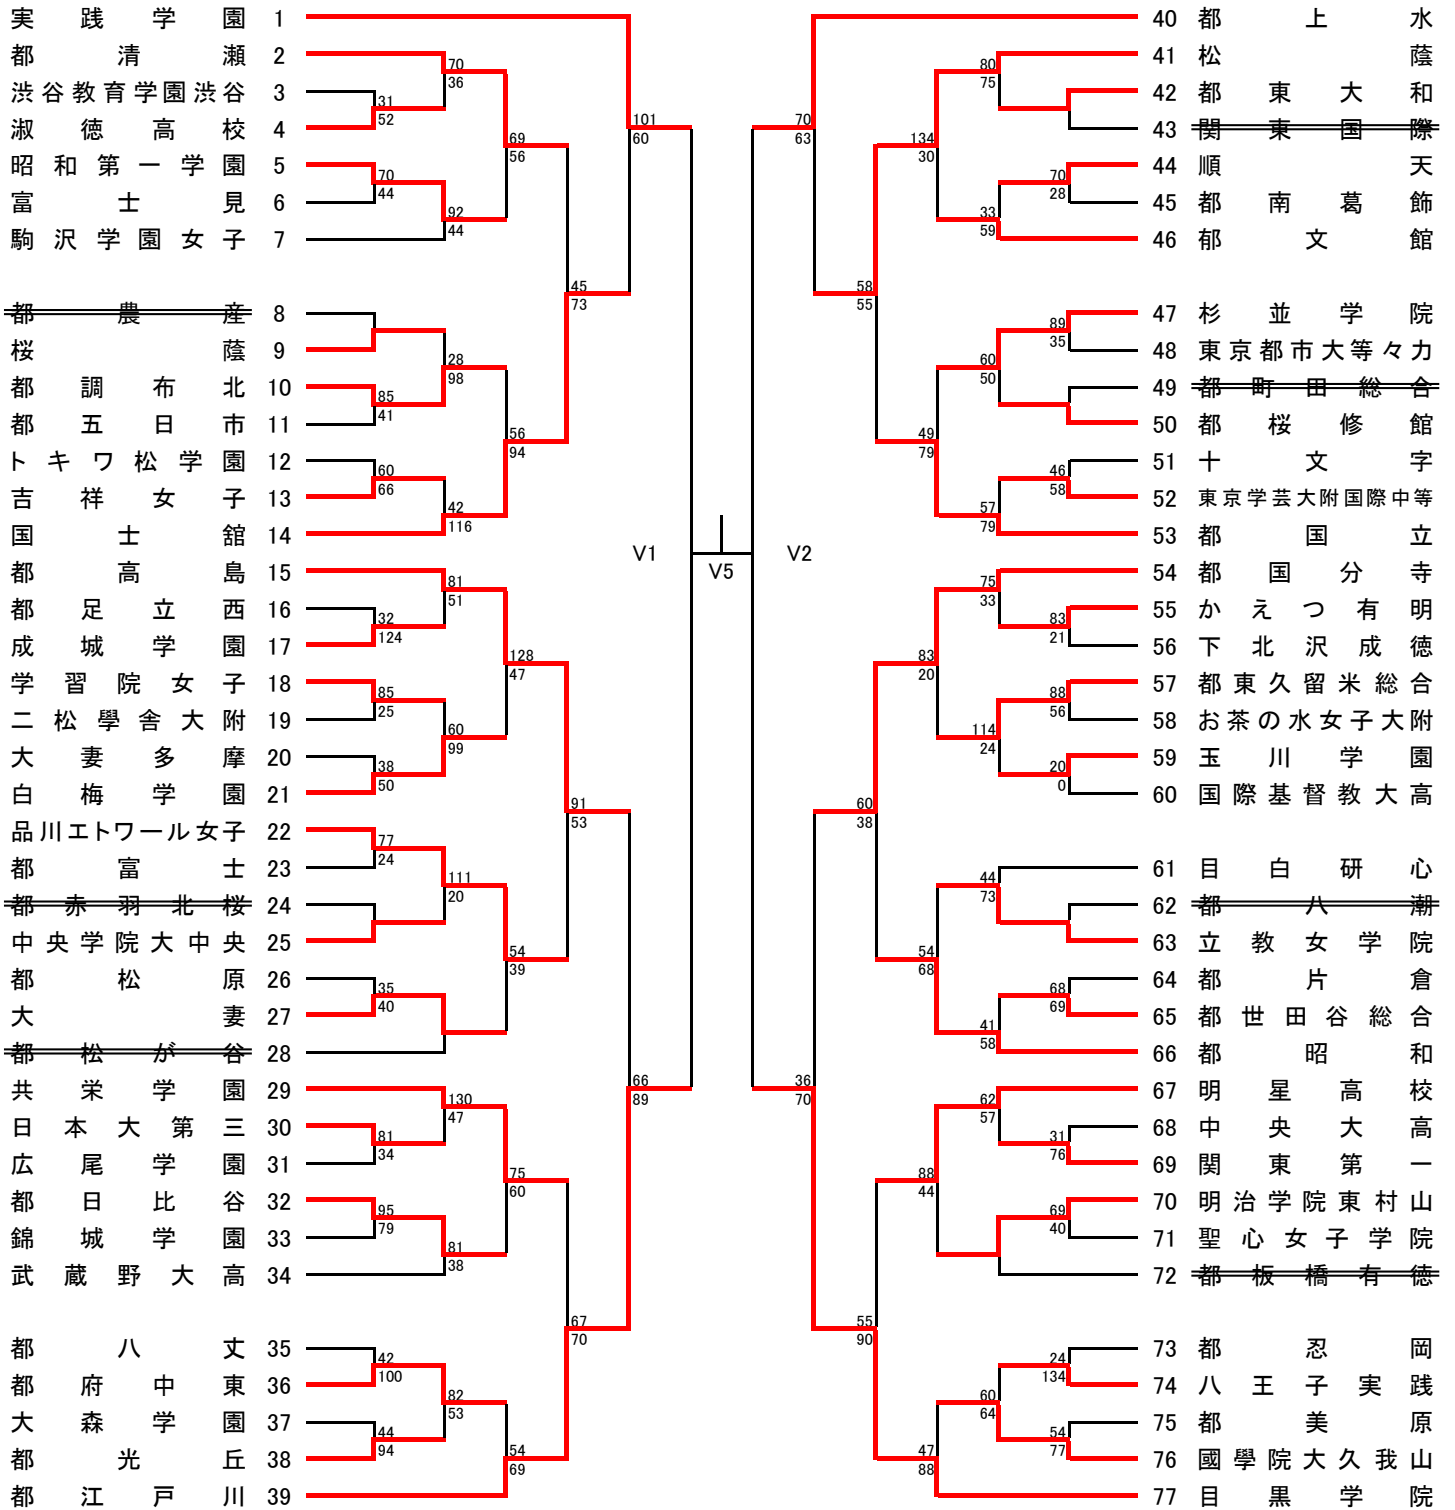 実践学園 1
都清瀬 2
渋谷教育学園渋谷 3
淑徳高校 4
昭和第一学園 5
富士見 6
駒沢学園女子 7
都農産 8
桜蔭 9
都調布北 10
都五日市 11
トキワ松学園 12
吉祥女子 13
国士舘 14
都高島 15
都足立西 16
成城学園 17
学習院女子 18
二松學舎大附 19
大妻多摩 20
白梅学園 21
品川エトワール女子 22
都富士 23
都赤羽北桜 24
中央学院大中央 25
都松原 26
大妻 27
都松が谷 28
共栄学園 29
日本大第三 30
広尾学園 31
都日比谷 32
錦城学園 33
武蔵野大高 34
都八丈 35
都府中東 36
大森学園 37
都光丘 38
都江戸川 39
31
52
70
44
85
41
60
66
32
124
85
25
38
50
77
24
35
40
81
34
95
79
42
100
44
94
70
36
92
44
28
98
42
116
81
51
60
99
111
20
130
47
81
38
82
53
69
56
56
94
128
47
54
39
75
60
54
69
45
73
91
53
67
70
101
60
66
89
V1
V5
V2
70
63
36
70
58
55
60
38
55
90
134
30
49
79
83
20
54
68
88
44
47
88
80
75
33
59
60
50
57
79
75
33
114
24
44
73
41
58
62
57
60
64
70
28
89
35
46
58
83
21
88
56
20
0
68
69
31
76
69
40
24
134
54
77
40 都上水
41 松蔭
42 都東大和
43 関東国際
44 順天
45 都南葛飾
46 郁文館
47 杉並学院
48 東京都市大等々力
49 都町田総合
50 都桜修館
51 十文字
52 東京学芸大附国際中等
53 都国立
54 都国分寺
55 かえつ有明
56 下北沢成徳
57 都東久留米総合
58 お茶の水女子大附
59 玉川学園
60 国際基督教大高
61 目白研心
62 都八潮
63 立教女学院
64 都片倉
65 都世田谷総合
66 都昭和
67 明星高校
68 中央大高
69 関東第一
70 明治学院東村山
71 聖心女子学院
72 都板橋有徳
73 都忍岡
74 八王子実践
75 都美原
76 國學院大久我山
77 目黒学院